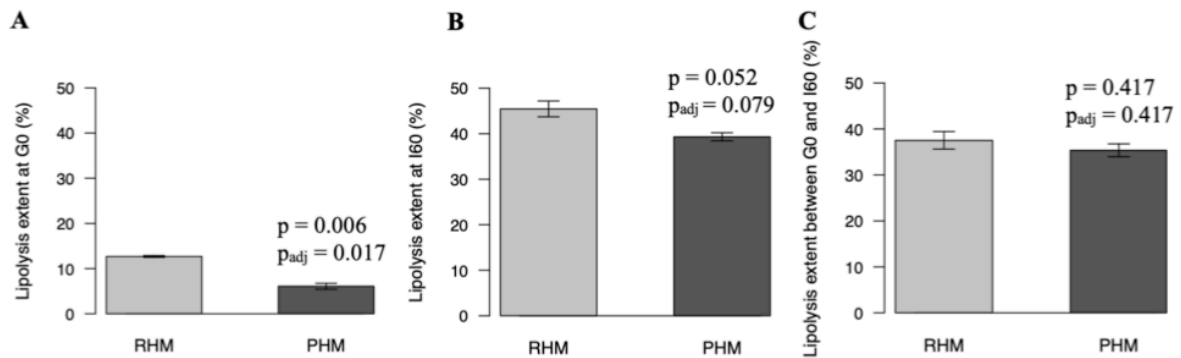 A
Lipolysis extent at G0 (%)
50
40
30
20
10
0
p = 0.006
padj = 0.017
RHM
PHM
B
Lipolysis extent at I60 (%)
50
40
30
20
10
0
p = 0.052
padj = 0.079
RHM
PHM
C
Lipolysis extent between G0 and I60 (%)
50
40
30
20
10
0
p = 0.417
padj = 0.417
RHM
PHM